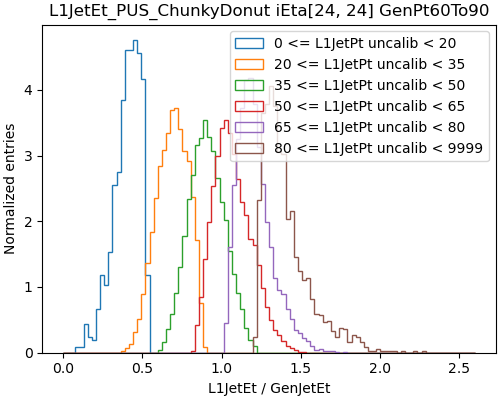 L1JetEt_PUS_ChunkyDonut iEta[24, 24] GenPt60To90
0 <= L1JetPt uncalib < 20
20 <= L1JetPt uncalib < 35
35 <= L1JetPt uncalib < 50
50 <= L1JetPt uncalib < 65
65 <= L1JetPt uncalib < 80
80 <= L1JetPt uncalib < 9999
Normalized entries
4
3
2
1
0
0.0 0.5 1.0 1.5 2.0 2.5
L1JetEt / GenJetEt